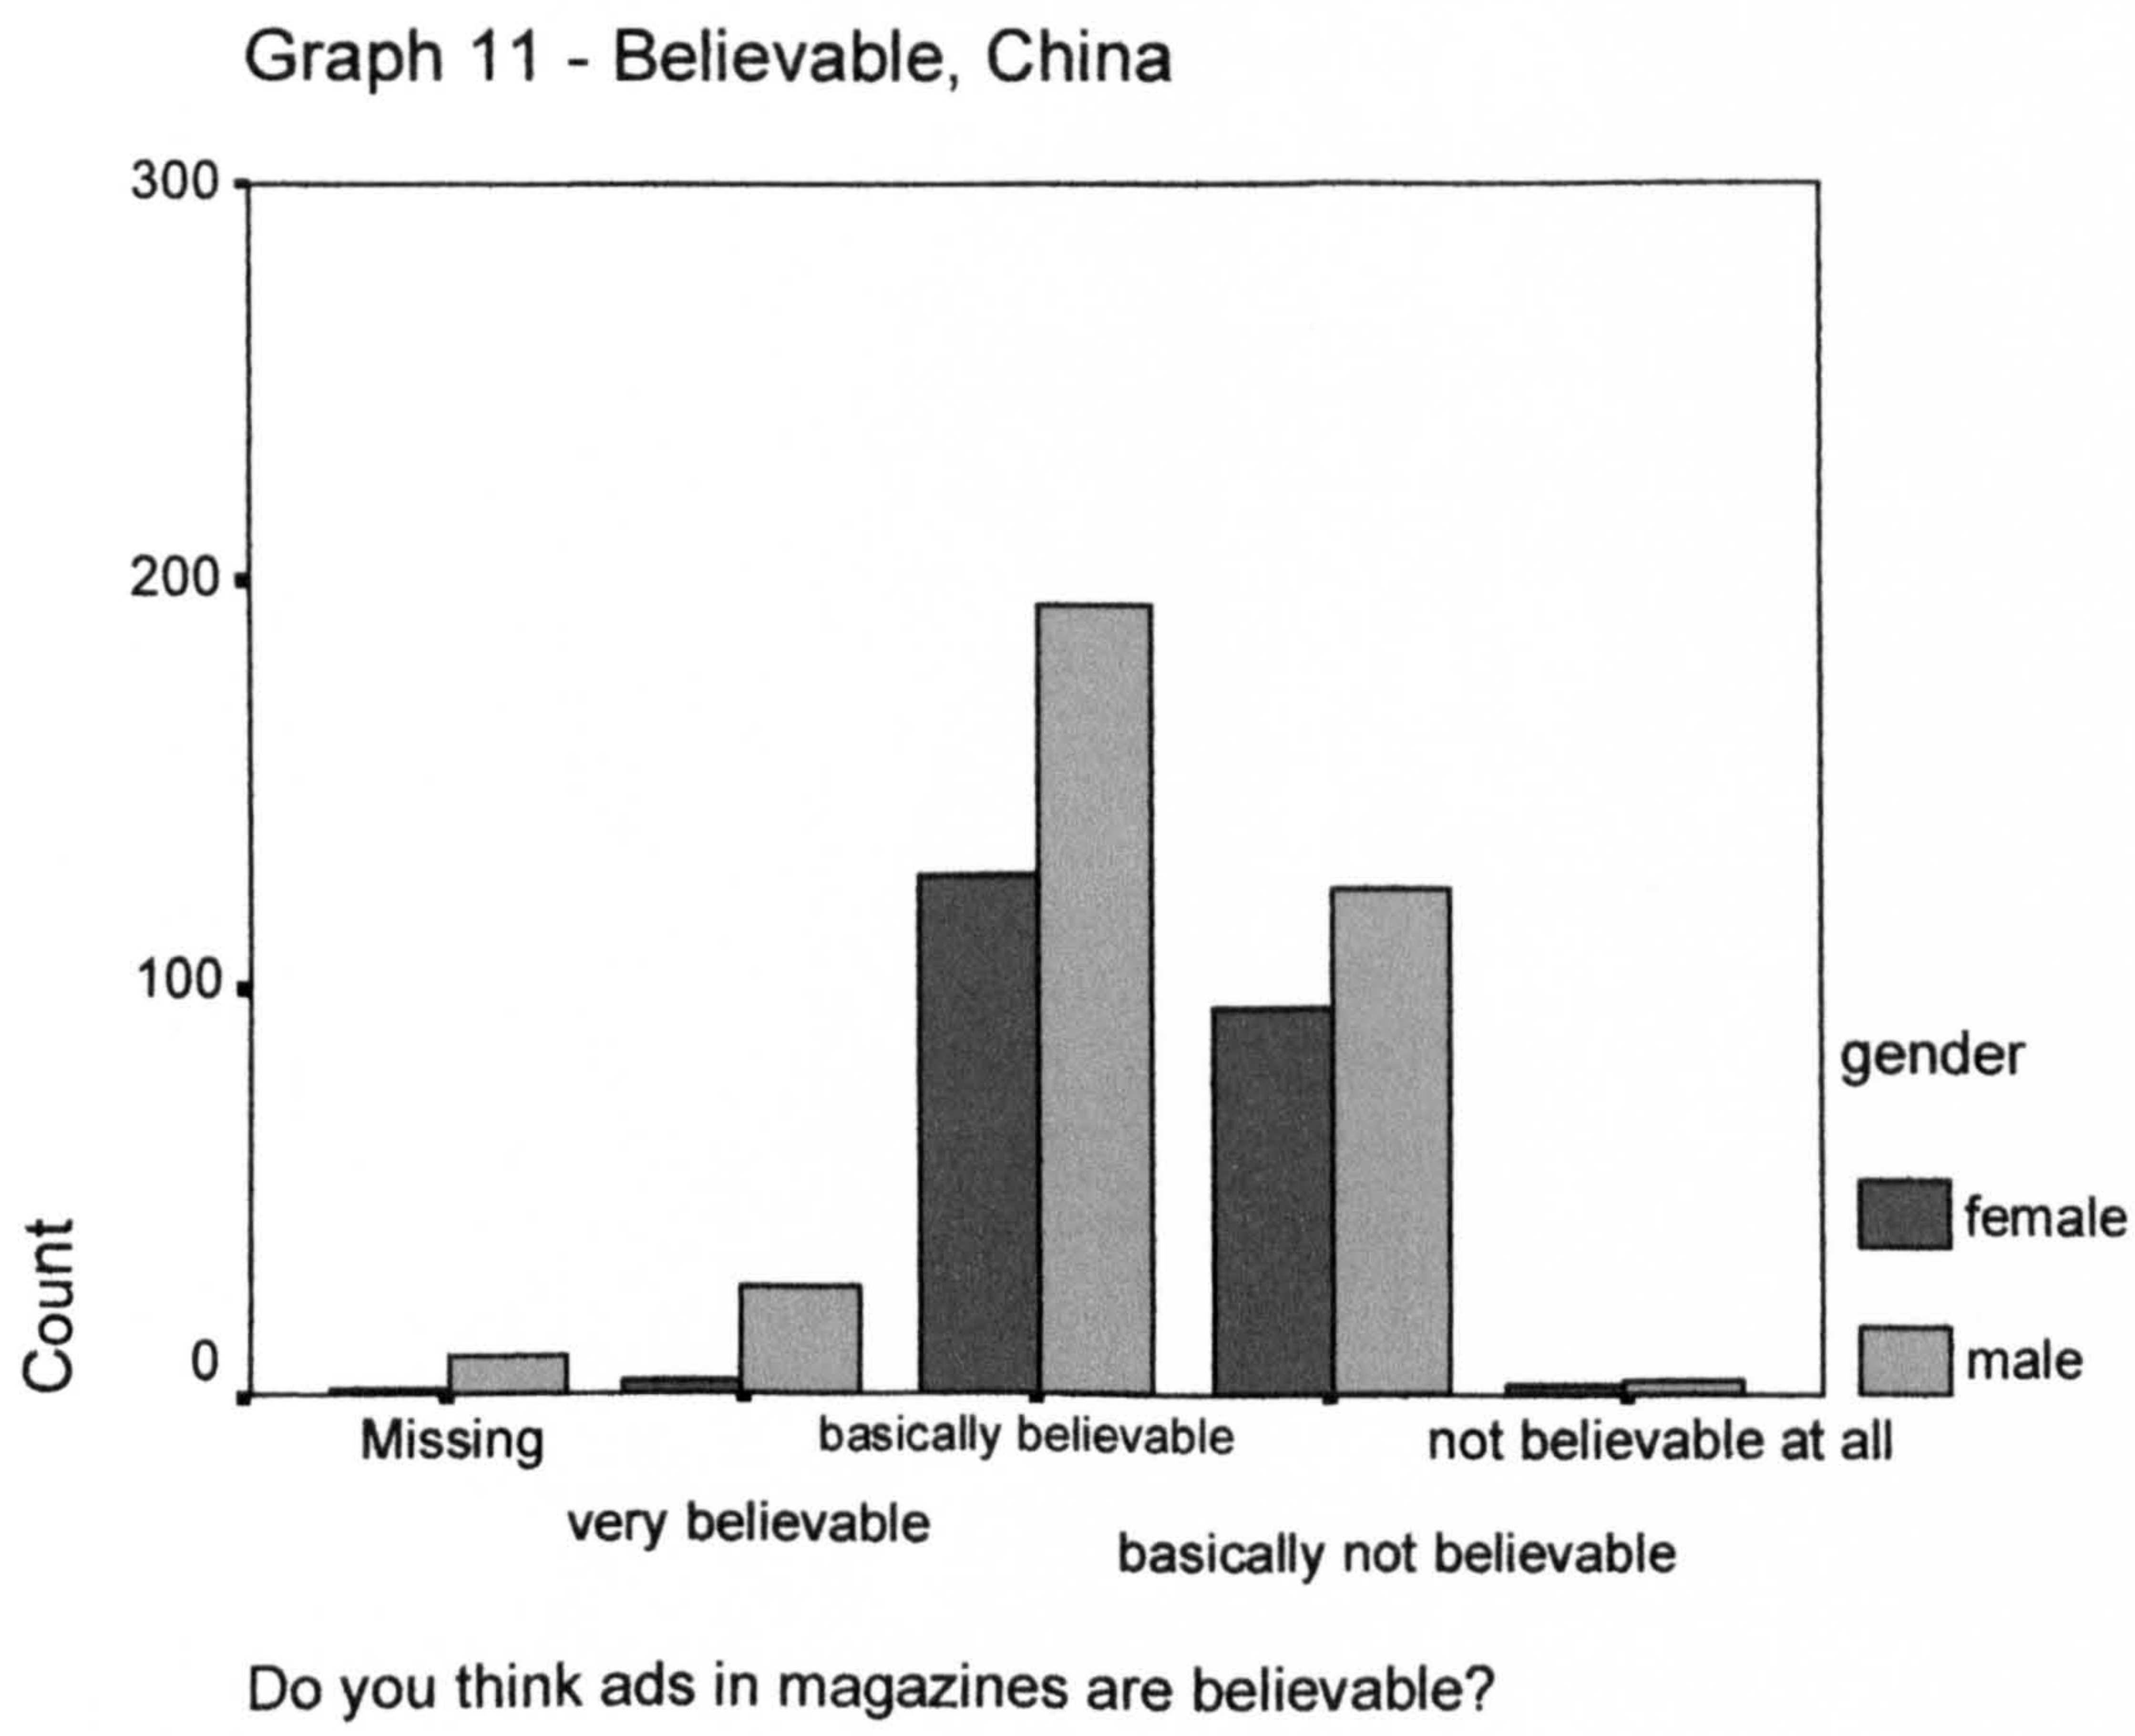 Graph 11 - Believable, China
300
200
100
0
Count
gender
female
male
Missing
basically believable
not believable at all
very believable
basically not believable
Do you think ads in magazines are believable?